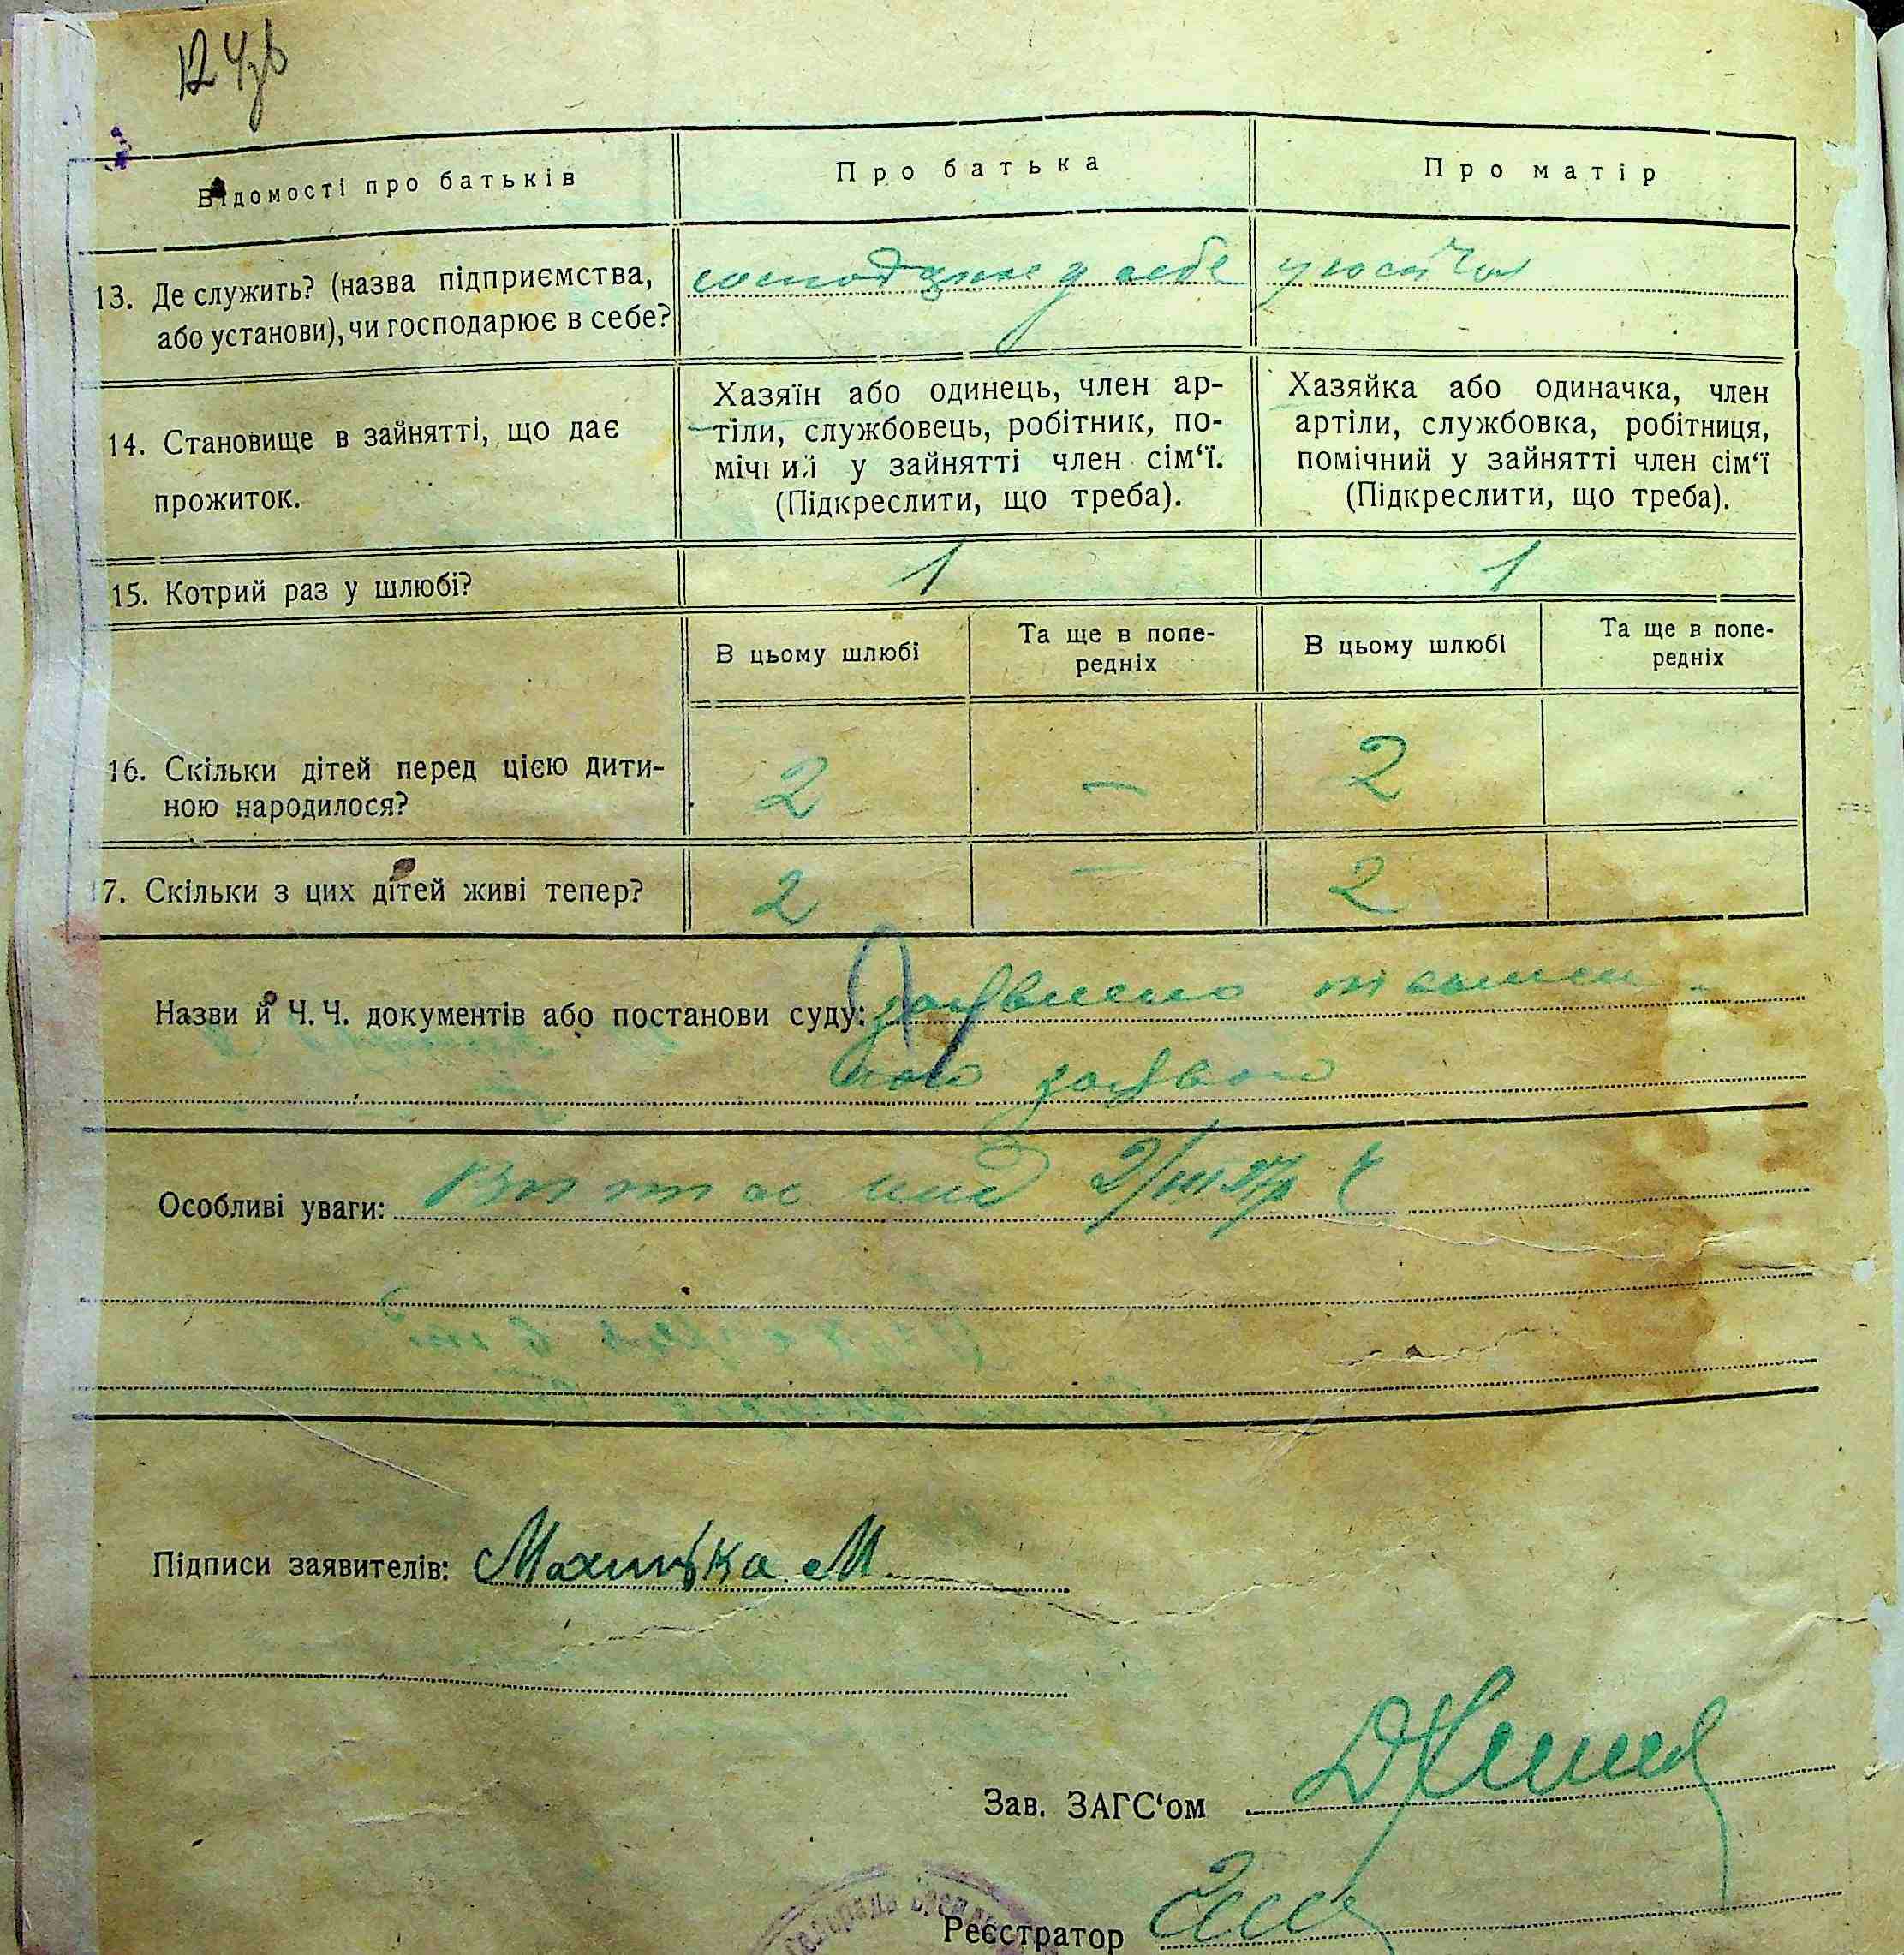 124зв
Відомості про батьків
Про батька
Про матір
13. Де служить? (назва підприємства,
або установи), чи господарює в себе?
господарює у себе
14. Становище в зайнятті, що дає
прожиток.
Хазяїн або одинець, член ар-
тіли, службовець, робітник, по-
мічний у зайнятті член сім‘ї.
(Підкреслити, що треба).
Хазяйка або одиначка, член
артіли, службовка, робітниця,
помічний у зайнятті член сім‘ї
(Підкреслити, що треба).
15. Котрий раз у шлюбі?
1
1
В цьому шлюбі
Та ще в попе-
редніх
В цьому шлюбі
Та ще в попе-
редніх
16. Скільки дітей перед цією дити-
ною народилося?
2 — 2
17. Скільки з цих дітей живі тепер?
2 — 2
Назви й Ч. Ч. документів або постанови суду: заявлено
заявою
Особливі уваги:
Підписи заявителів:
Зав. ЗАГС‘ом
Реєстратор